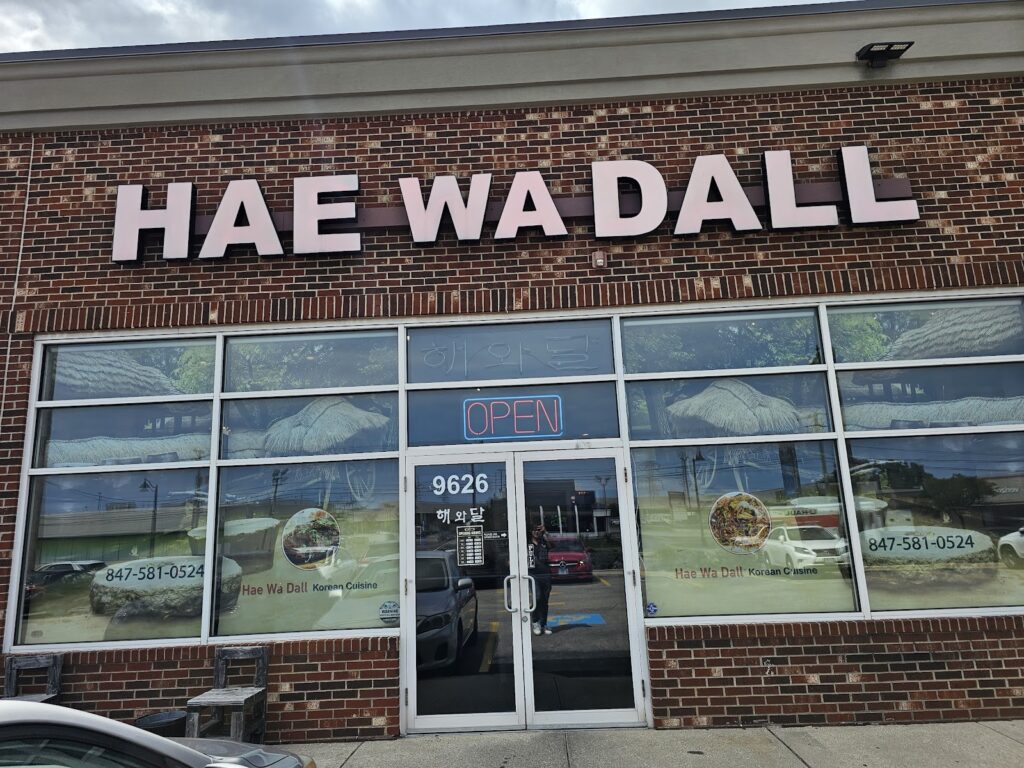 HAE WA DALL
해와달
OPEN
9626
해와달
847-581-0524
Hae Wa Dall Korean Cuisine
Hae Wa Dall Korean Cuisine
847-581-0524